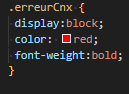 .erreurCnx {
display:block;
color: red;
font-weight:bold;
}